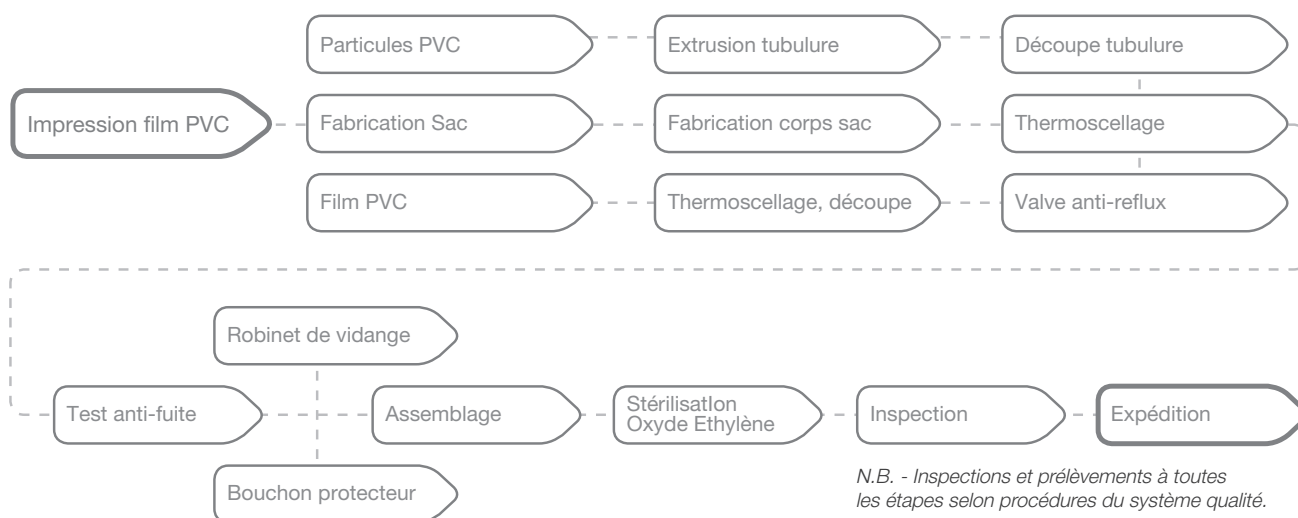 Particules PVC
Extrusion tubulure
Découpe tubulure
Impression film PVC
Fabrication Sac
Fabrication corps sac
Thermoscellage
Film PVC
Thermoscellage, découpe
Valve anti-reflux
Robinet de vidange
Test anti-fuite
Assemblage
StérilisatIon
Oxyde Ethylène
Inspection
Expédition
Bouchon protecteur
N.B. - Inspections et prélèvements à toutes
les étapes selon procédures du système qualité.